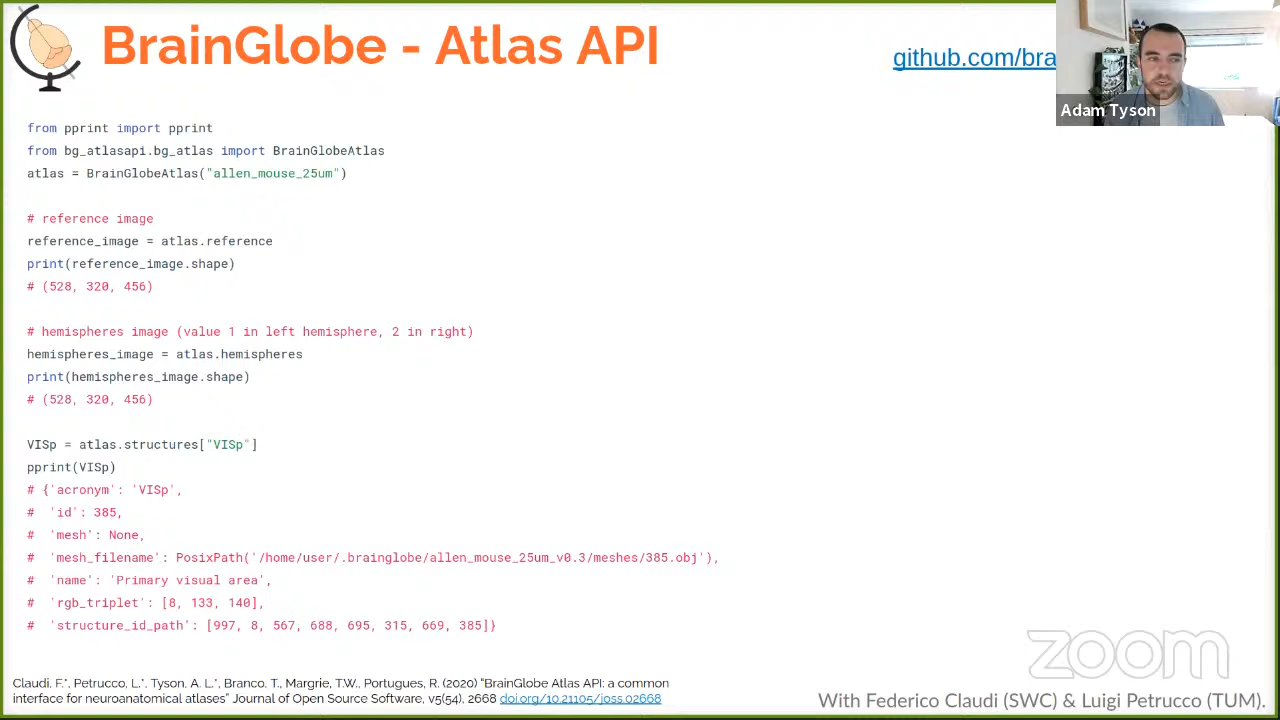 BrainGlobe - Atlas API
github.com/bra
Adam Tyson
from pprint import pprint
from bg_atlasapi.bg_atlas import BrainGlobeAtlas
atlas = BrainGlobeAtlas("allen_mouse_25um")
# reference image
reference_image = atlas.reference
print(reference_image.shape)
# (528, 320, 456)
# hemispheres image (value 1 in left hemisphere, 2 in right)
hemispheres_image = atlas.hemispheres
print(hemispheres_image.shape)
# (528, 320, 456)
VISp = atlas.structures["VISp"]
pprint(VISp)
# {'acronym': 'VISp',
#  'id': 385,
#  'mesh': None,
#  'mesh_filename': PosixPath('/home/user/.brainglobe/allen_mouse_25um_v0.3/meshes/385.obj'),
#  'name': 'Primary visual area',
#  'rgb_triplet': [8, 133, 140],
#  'structure_id_path': [997, 8, 567, 688, 695, 315, 669, 385]}
zoom
Claudi, F.*, Petrucco, L.*, Tyson, A. L.*, Branco, T., Margrie, T.W., Portugues, R. (2020) "BrainGlobe Atlas API: a common
interface for neuroanatomical atlases" Journal of Open Source Software, v5(54), 2668 doi.org/10.21105/joss.02668
With Federico Claudi (SWC) & Luigi Petrucco (TUM).